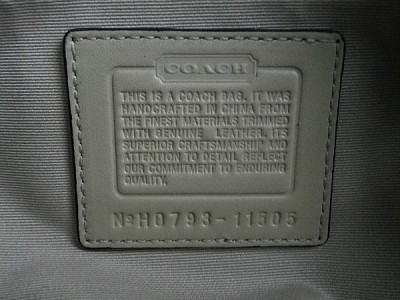 COACH
THIS IS A COACH BAG. IT WAS
HANDCRAFTED IN CHINA FROM
THE FINEST MATERIALS TRIMMED
WITH GENUINE LEATHER. ITS
SUPERIOR CRAFTSMANSHIP AND
ATTENTION TO DETAIL REFLECT
OUR COMMITMENT TO ENDURING
QUALITY.
№H0793-11505